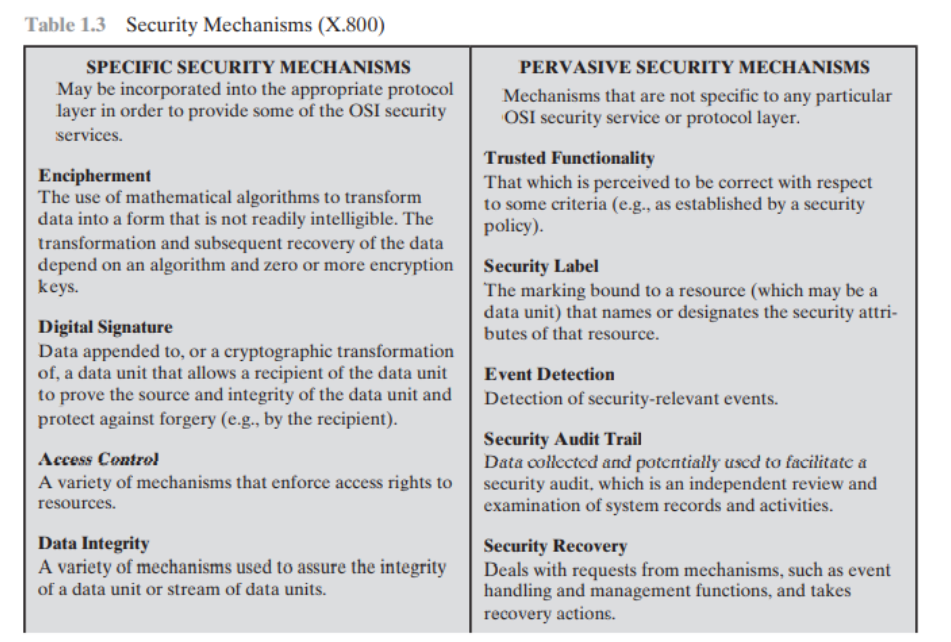 Table 1.3 Security Mechanisms (X.800)
SPECIFIC SECURITY MECHANISMS
May be incorporated into the appropriate protocol
layer in order to provide some of the OSI security
services.
Encipherment
The use of mathematical algorithms to transform
data into a form that is not readily intelligible. The
transformation and subsequent recovery of the data
depend on an algorithm and zero or more encryption
keys.
Digital Signature
Data appended to, or a cryptographic transformation
of, a data unit that allows a recipient of the data unit
to prove the source and integrity of the data unit and
protect against forgery (e.g., by the recipient).
Access Control
A variety of mechanisms that enforce access rights to
resources.
Data Integrity
A variety of mechanisms used to assure the integrity
of a data unit or stream of data units.
PERVASIVE SECURITY MECHANISMS
Mechanisms that are not specific to any particular
OSI security service or protocol layer.
Trusted Functionality
That which is perceived to be correct with respect
to some criteria (e.g., as established by a security
policy).
Security Label
The marking bound to a resource (which may be a
data unit) that names or designates the security attri-
butes of that resource.
Event Detection
Detection of security-relevant events.
Security Audit Trail
Data collected and potentially used to facilitate a
security audit, which is an independent review and
examination of system records and activities.
Security Recovery
Deals with requests from mechanisms, such as event
handling and management functions, and takes
recovery actions.